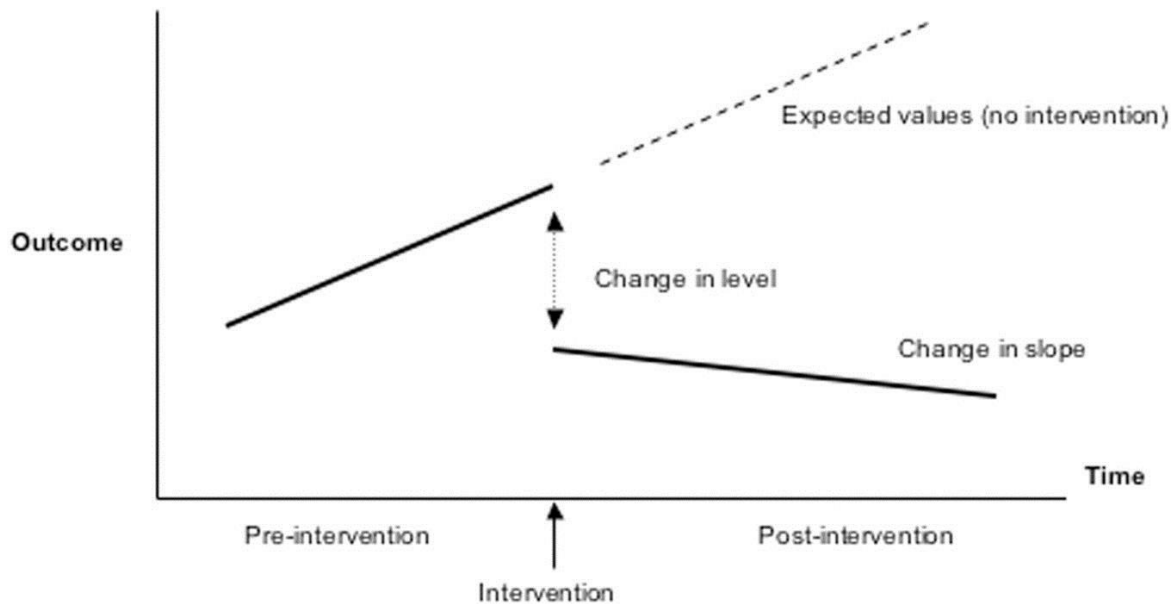 Expected values (no intervention)
Outcome
Change in level
Change in slope
Time
Pre-intervention
Post-intervention
Intervention